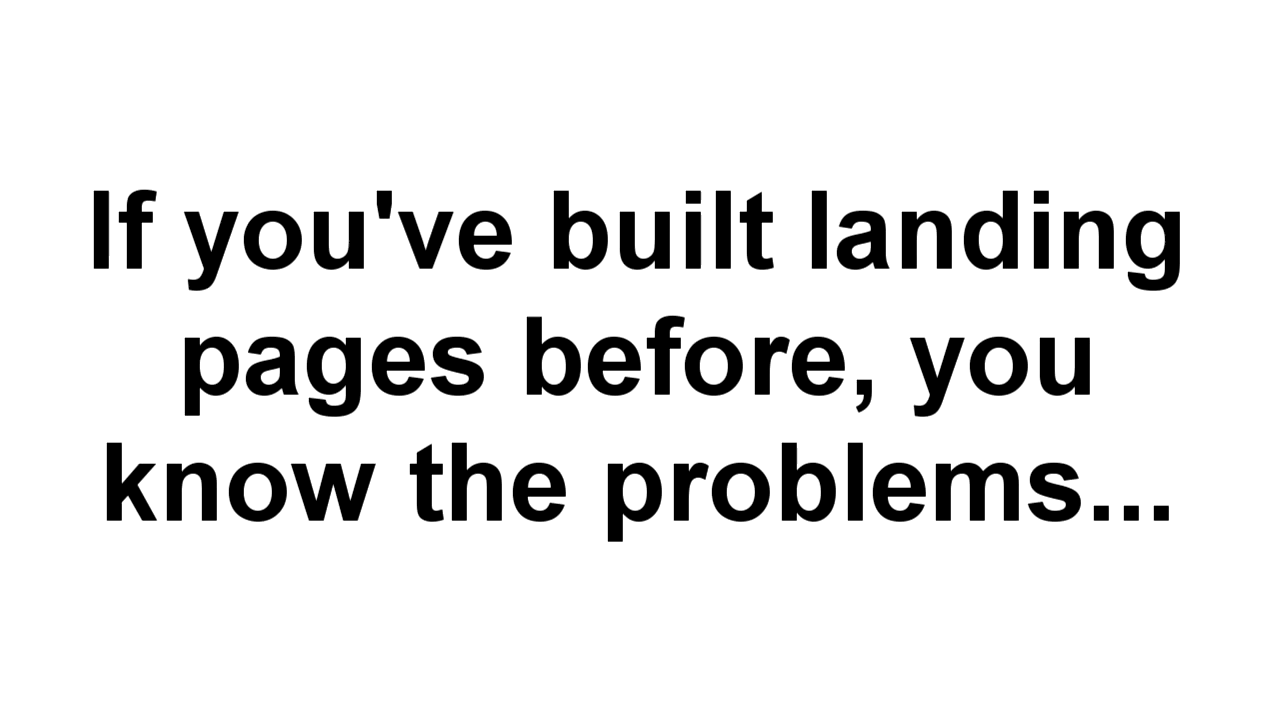 If you've built landing
pages before, you
know the problems...